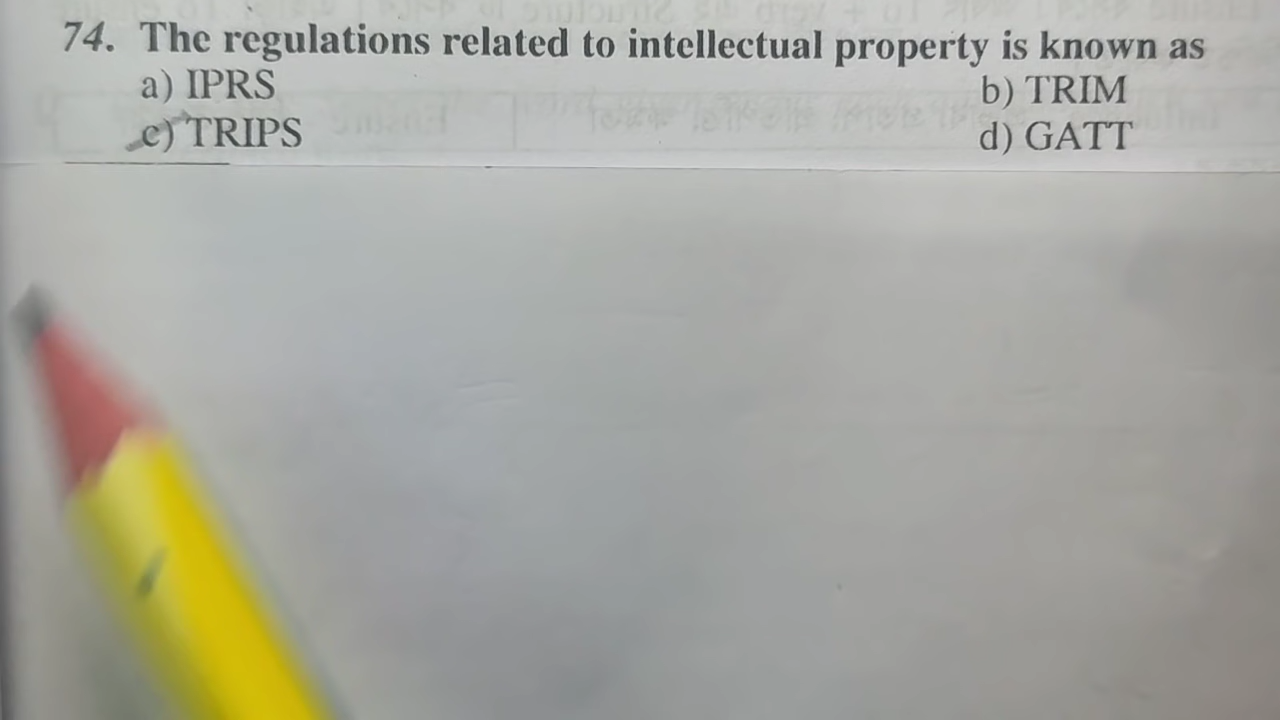 74. The regulations related to intellectual property is known as
a) IPRS b) TRIM
c) TRIPS d) GATT